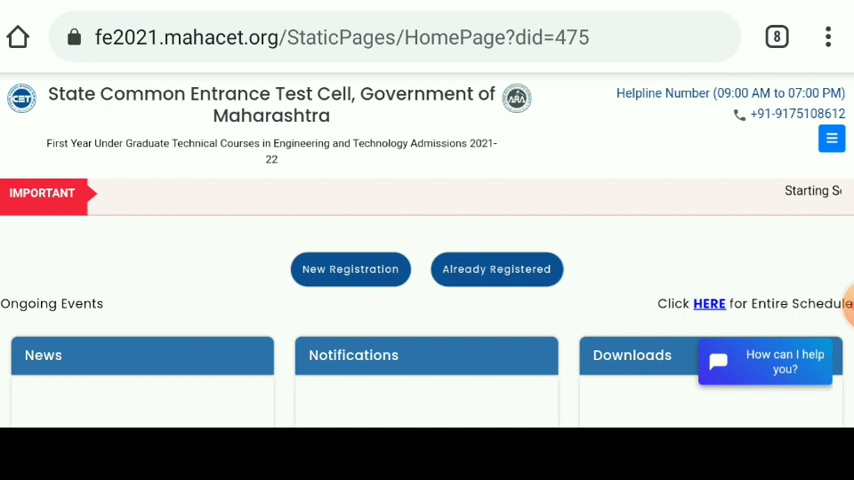 fe2021.mahacet.org/StaticPages/HomePage?did=475
8
State Common Entrance Test Cell, Government of
Maharashtra
First Year Under Graduate Technical Courses in Engineering and Technology Admissions 2021-
22
CET
ARA
Helpline Number (09:00 AM to 07:00 PM)
+91-9175108612
IMPORTANT
Starting
New Registration
Already Registered
Ongoing Events
Click HERE for Entire Schedule
News
Notifications
Downloads
How can I help
you?